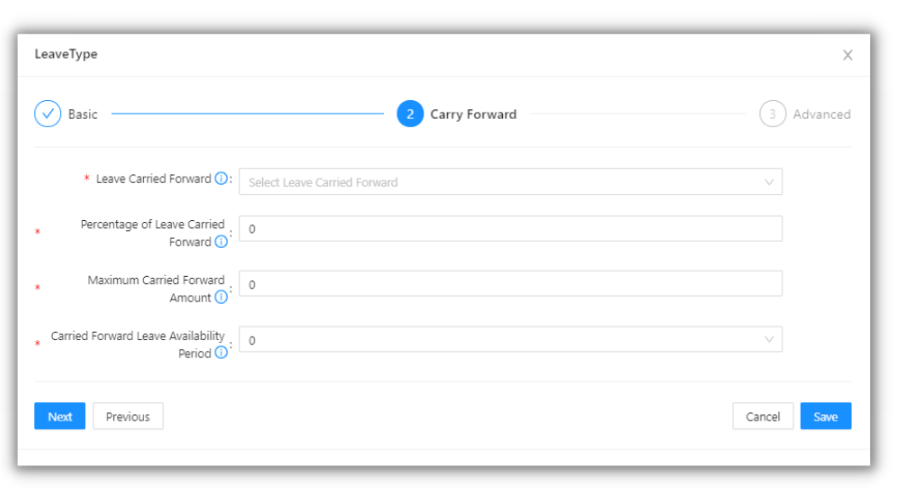 LeaveType
Basic
2 Carry Forward
3 Advanced
* Leave Carried Forward :
Select Leave Carried Forward
* Percentage of Leave Carried
Forward :
0
* Maximum Carried Forward
Amount :
0
* Carried Forward Leave Availability
Period :
0
Next Previous Cancel Save